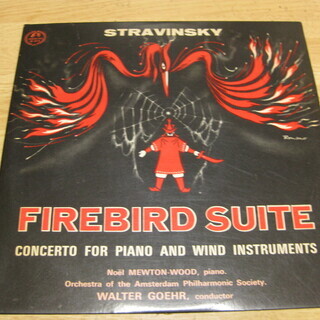 STRAVINSKY
FIREBIRD SUITE
CONCERTO FOR PIANO AND WIND INSTRUMENTS
Noël MEWTON-WOOD, piano.
Orchestra of the Amsterdam Philharmonic Society.
WALTER GOEHR, conductor